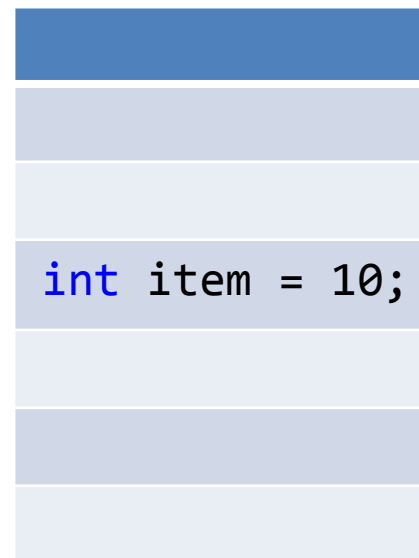 int item = 10;